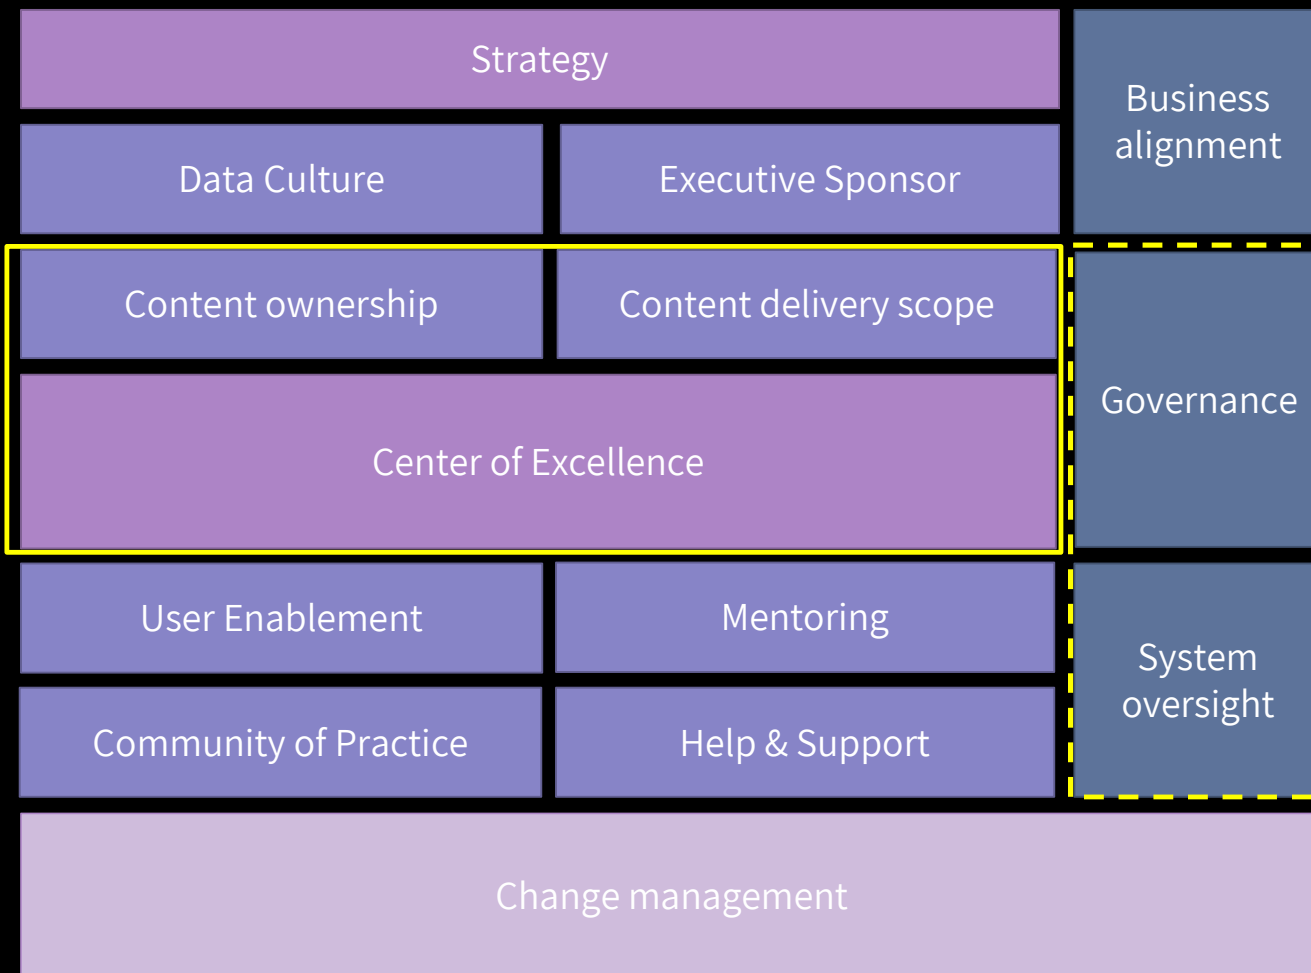 Strategy
Business
alignment
Data Culture
Executive Sponsor
Content ownership
Content delivery scope
Governance
Center of Excellence
User Enablement
Mentoring
System
oversight
Community of Practice
Help & Support
Change management